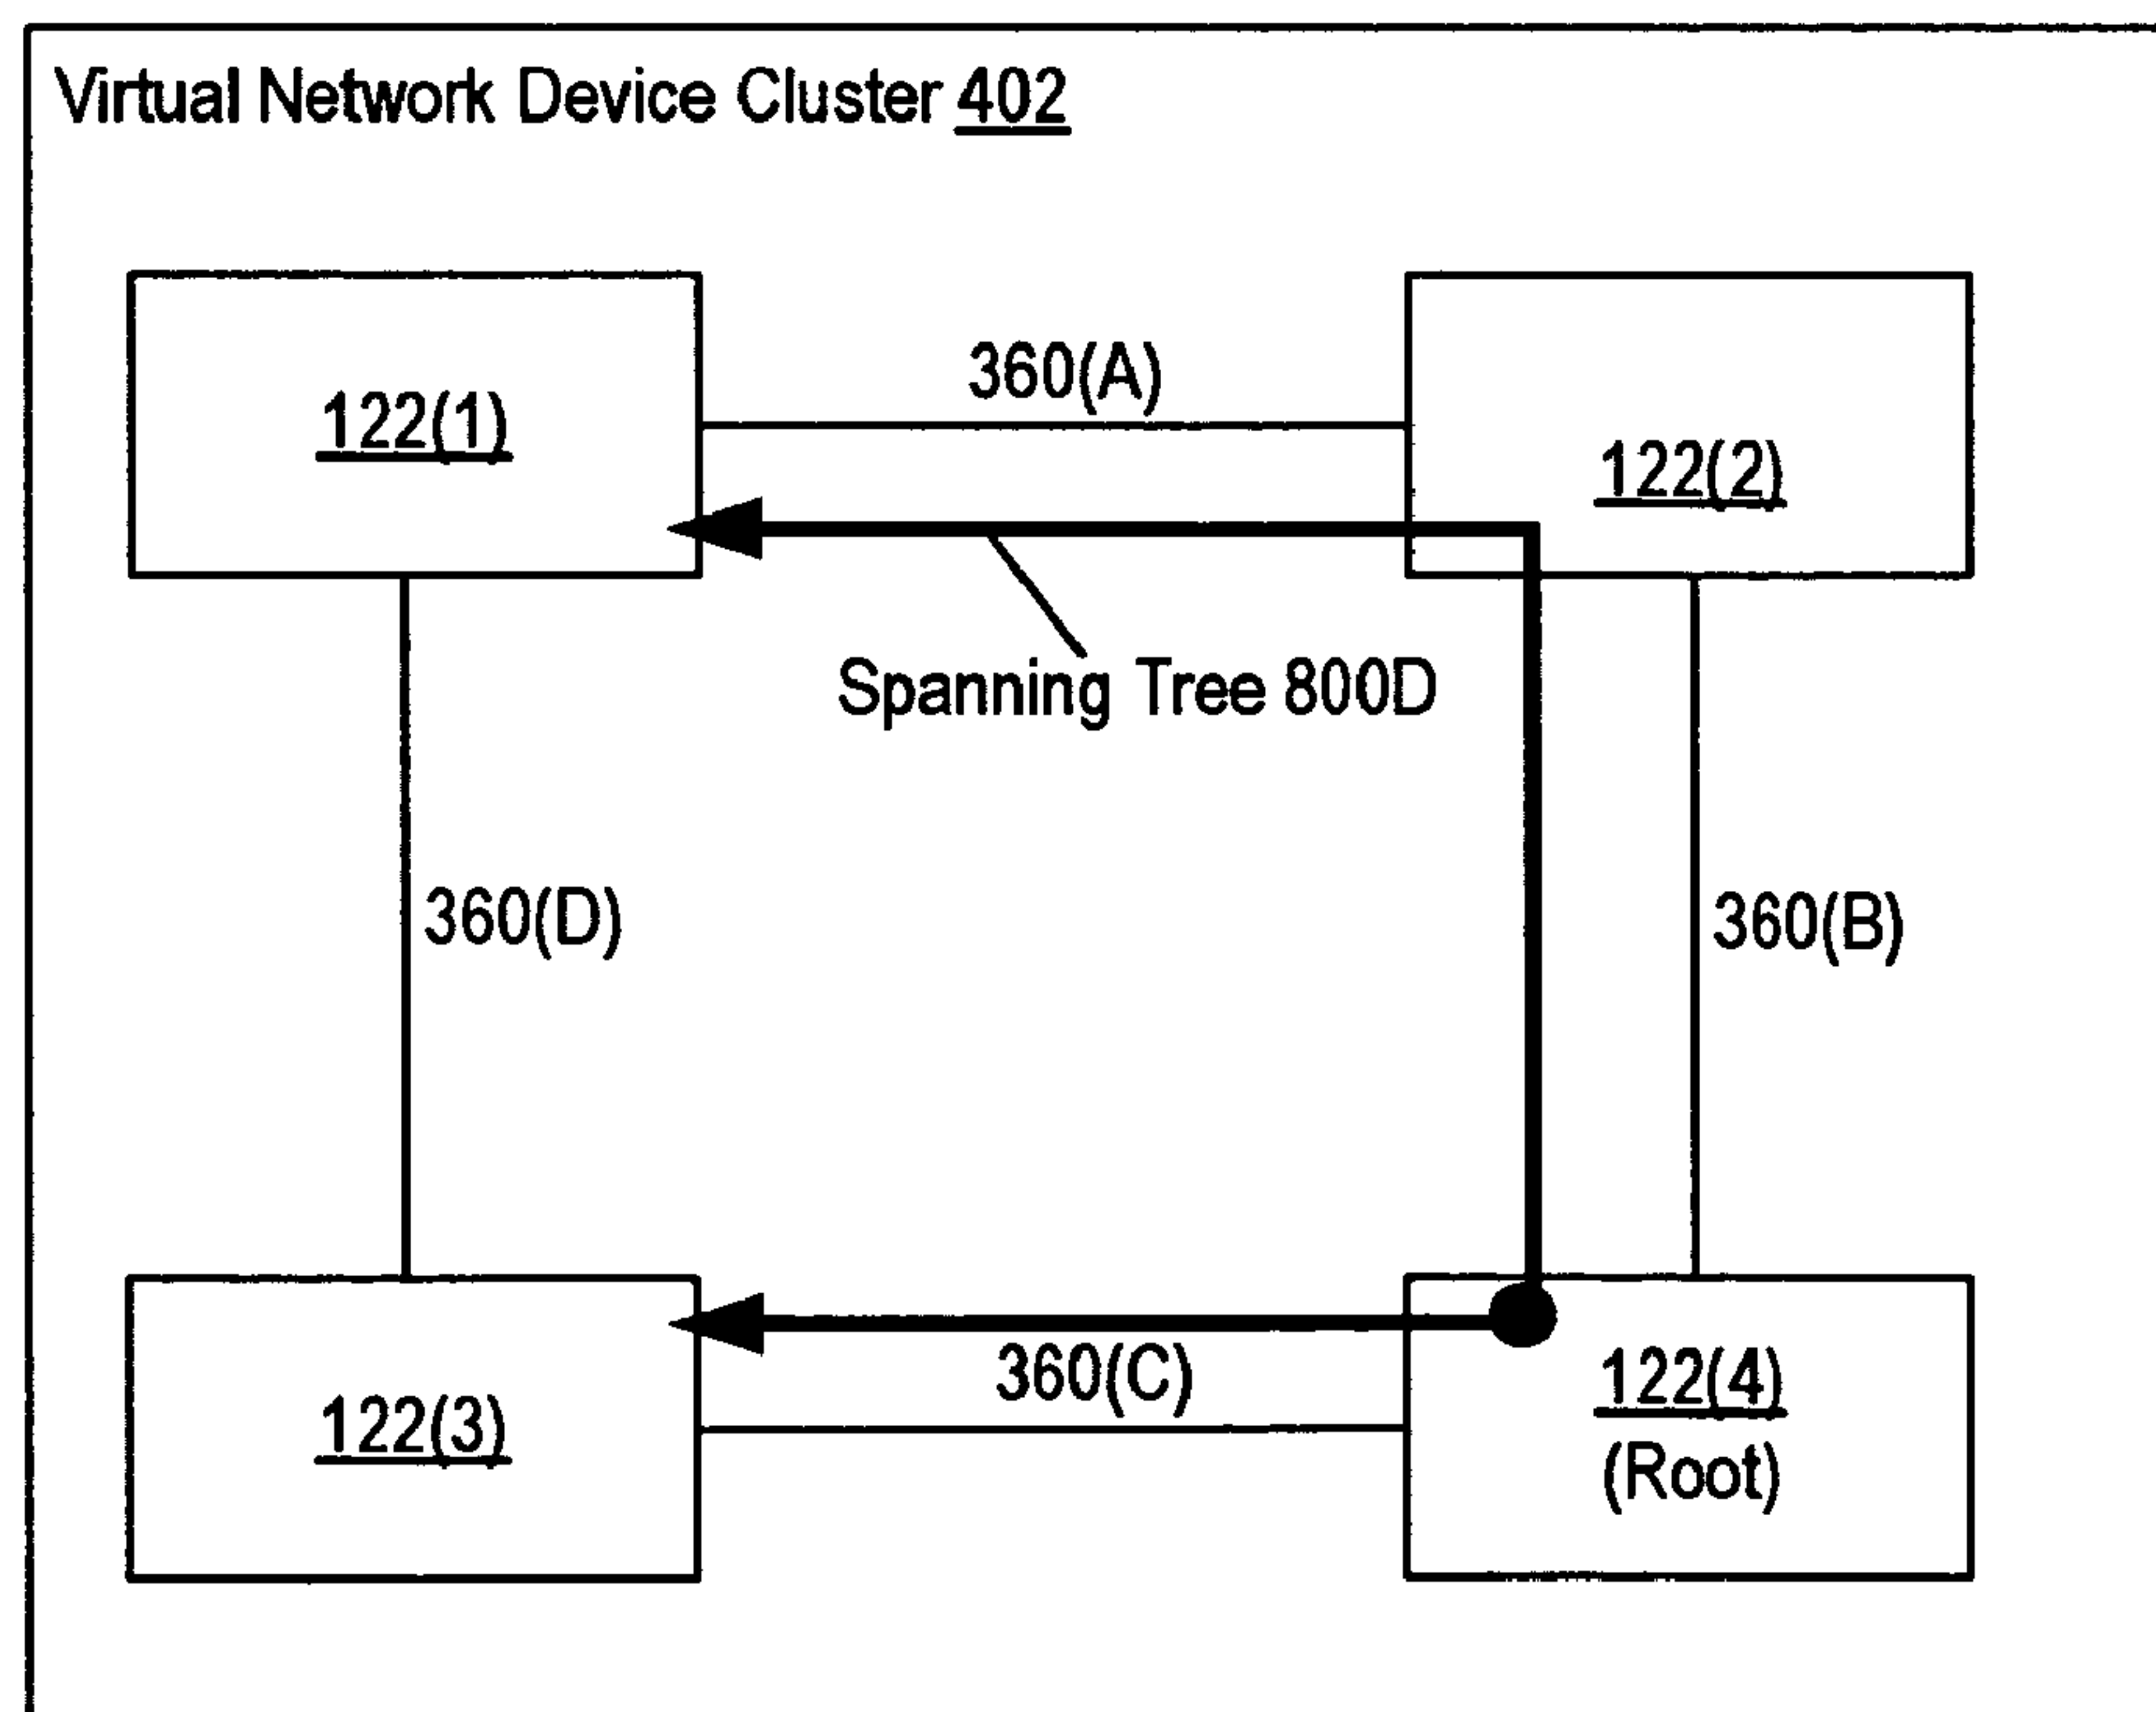 Virtual Network Device Cluster 402
360(A)
122(1)
122(2)
Spanning Tree 800D
360(D)
360(B)
360(C)
122(3)
122(4)
(Root)